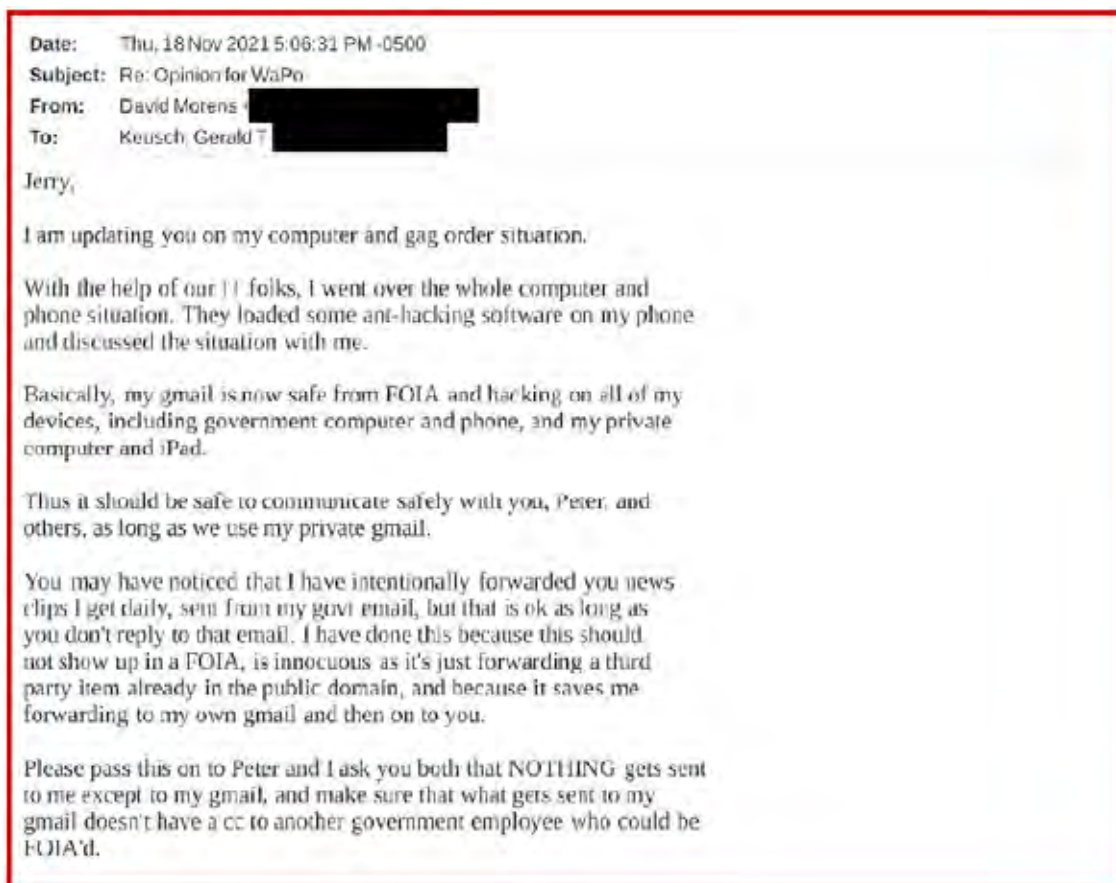 Date: Thu, 18 Nov 2021 5:06:31 PM -0500
Subject: Re: Opinion for WaPo
From: David Morens
To: Keusch, Gerald T
Jerry,
I am updating you on my computer and gag order situation.
With the help of our IT folks, I went over the whole computer and
phone situation. They loaded some ant-hacking software on my phone
and discussed the situation with me.
Basically, my gmail is now safe from FOIA and hacking on all of my
devices, including government computer and phone, and my private
computer and iPad.
Thus it should be safe to communicate safely with you, Peter, and
others, as long as we use my private gmail.
You may have noticed that I have intentionally forwarded you news
clips I get daily, sent from my govt email, but that is ok as long as
you don't reply to that email. I have done this because this should
not show up in a FOIA, is innocuous as it's just forwarding a third
party item already in the public domain, and because it saves me
forwarding to my own gmail and then on to you.
Please pass this on to Peter and I ask you both that NOTHING gets sent
to me except to my gmail, and make sure that what gets sent to my
gmail doesn't have a cc to another government employee who could be
FOIA'd.